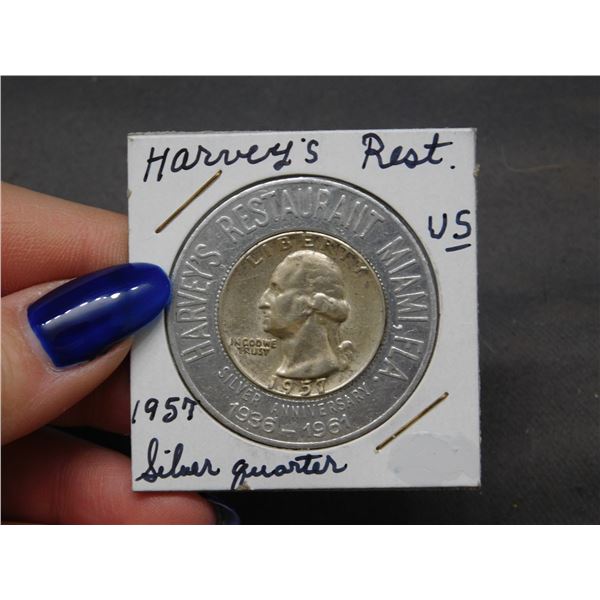 Harvey's Rest.
US
HARVEY'S RESTAURANT MIAMI, FLA.
LIBERTY
IN GOD WE
TRUST
1957
SILVER ANNIVERSARY
1936 — 1961
1957
Silver quarter